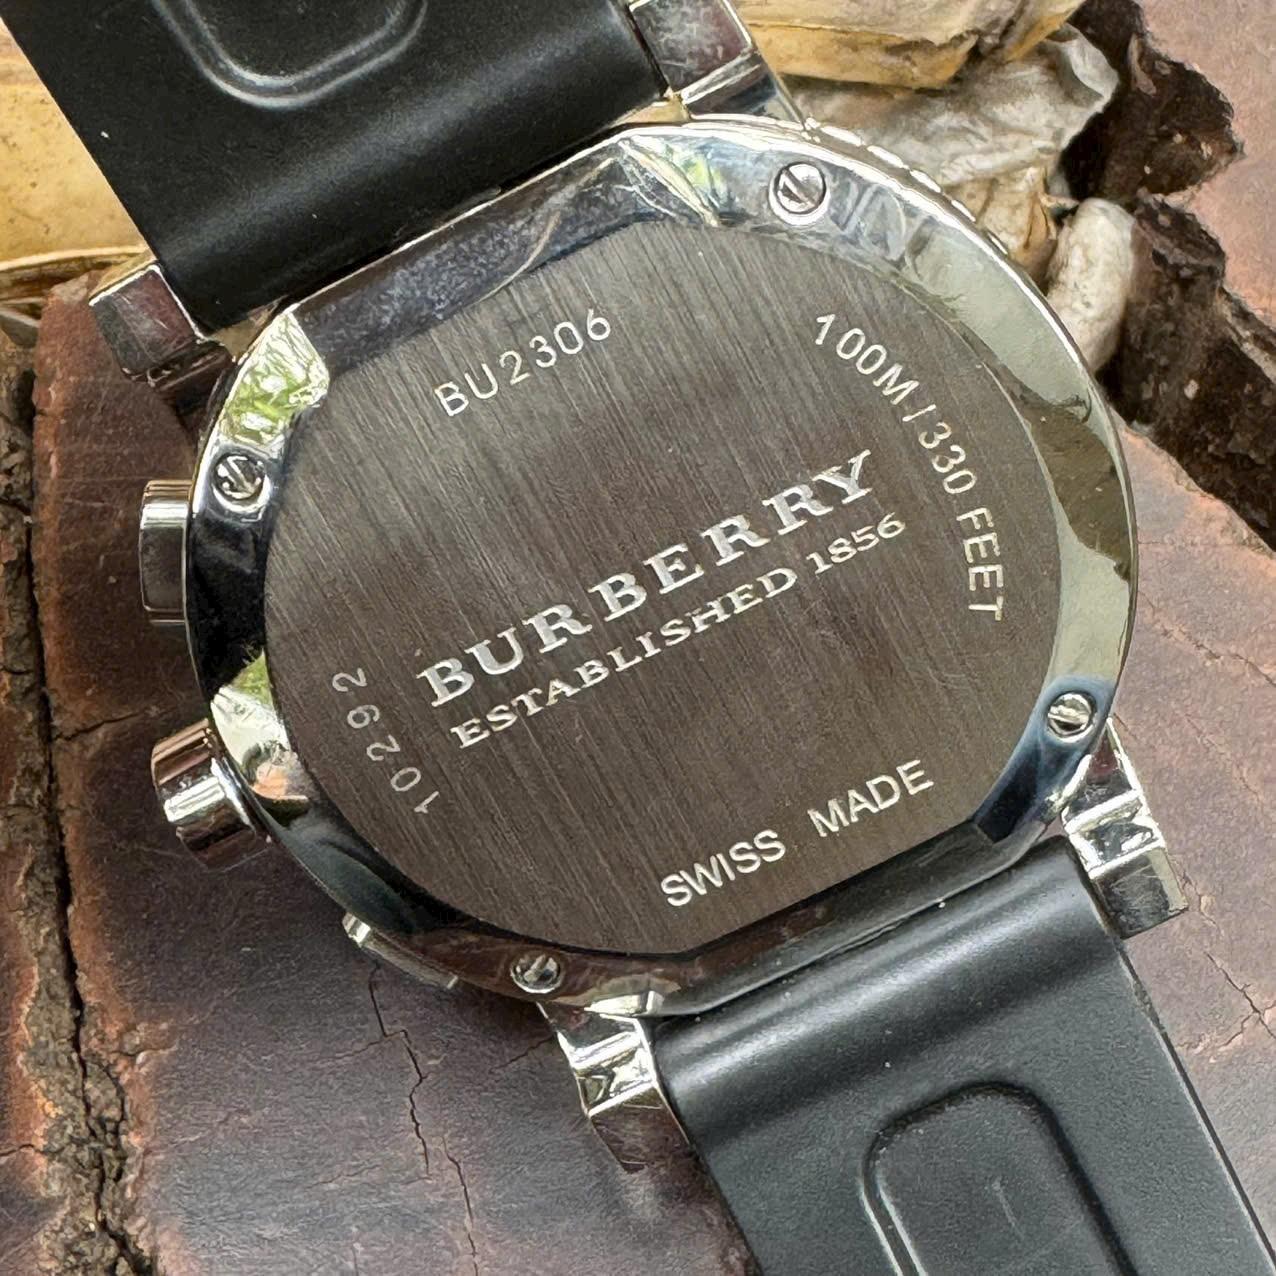 BU2306
100M / 330 FEET
BURBERRY
ESTABLISHED 1856
10292
SWISS MADE